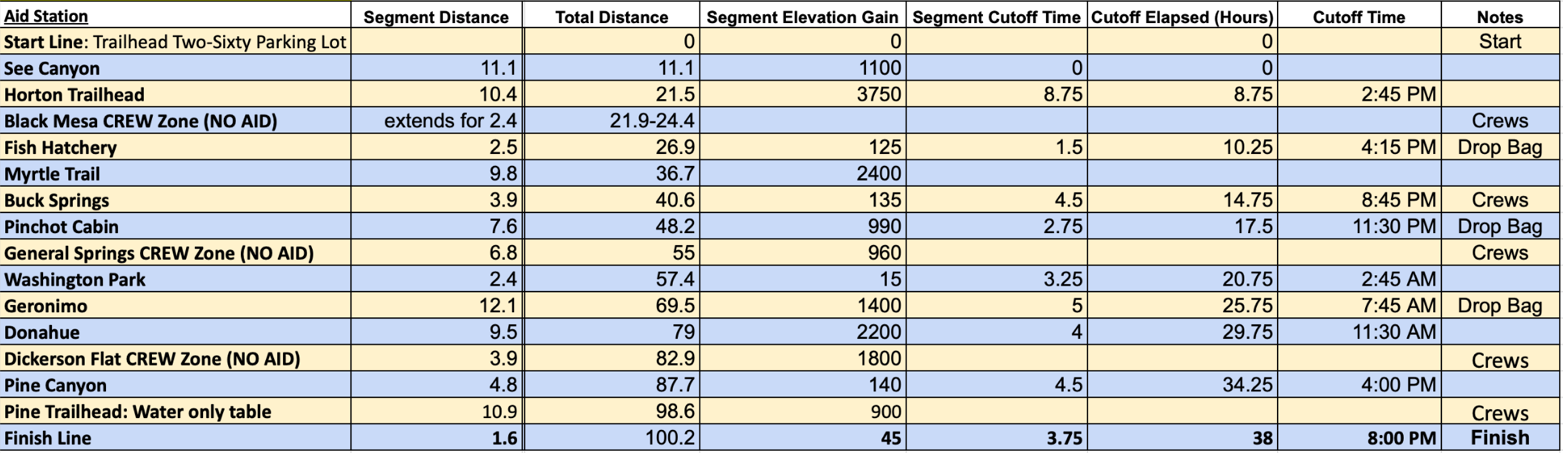 Aid Station Segment Distance Total Distance Segment Elevation Gain Segment Cutoff Time Cutoff Elapsed (Hours) Cutoff Time Notes
Start Line: Trailhead Two-Sixty Parking Lot 0 0 0 Start
See Canyon 11.1 11.1 1100 0 0
Horton Trailhead 10.4 21.5 3750 8.75 8.75 2:45 PM
Black Mesa CREW Zone (NO AID) extends for 2.4 21.9-24.4 Crews
Fish Hatchery 2.5 26.9 125 1.5 10.25 4:15 PM Drop Bag
Myrtle Trail 9.8 36.7 2400
Buck Springs 3.9 40.6 135 4.5 14.75 8:45 PM Crews
Pinchot Cabin 7.6 48.2 990 2.75 17.5 11:30 PM Drop Bag
General Springs CREW Zone (NO AID) 6.8 55 960 Crews
Washington Park 2.4 57.4 15 3.25 20.75 2:45 AM
Geronimo 12.1 69.5 1400 5 25.75 7:45 AM Drop Bag
Donahue 9.5 79 2200 4 29.75 11:30 AM
Dickerson Flat CREW Zone (NO AID) 3.9 82.9 1800 Crews
Pine Canyon 4.8 87.7 140 4.5 34.25 4:00 PM
Pine Trailhead: Water only table 10.9 98.6 900 Crews
Finish Line 1.6 100.2 45 3.75 38 8:00 PM Finish